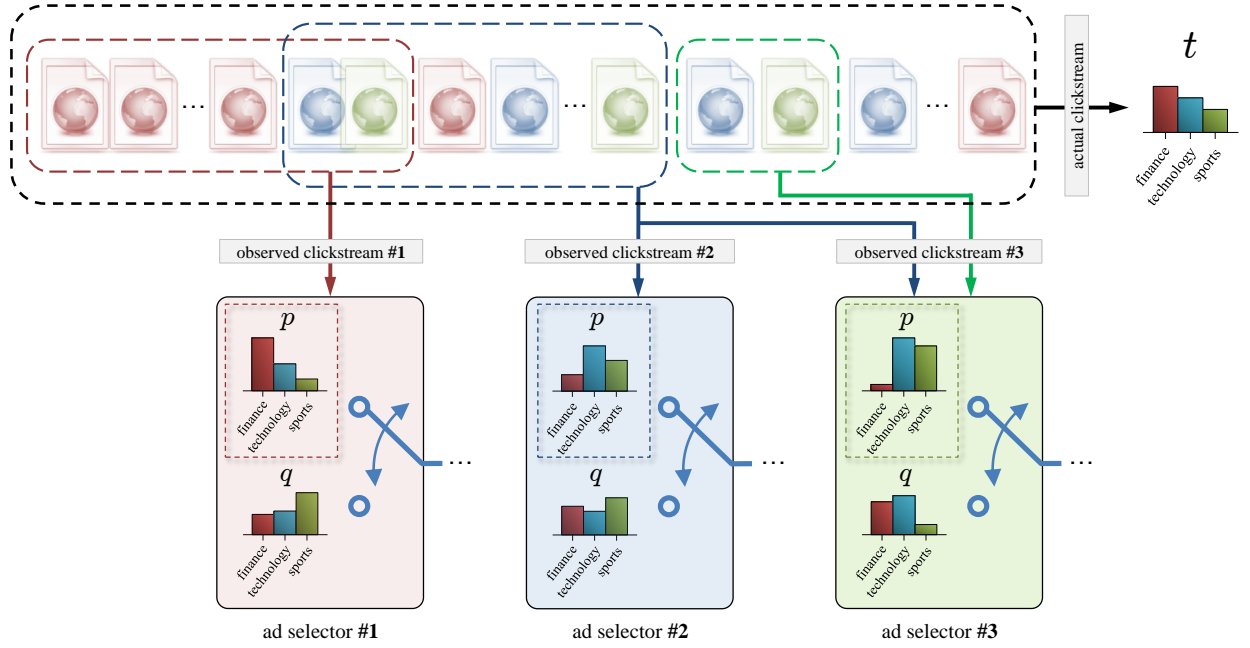 ...
...
...
t
actual clickstream
finance
technology
sports
observed clickstream #1
observed clickstream #2
observed clickstream #3
p
finance
technology
sports
q
finance
technology
sports
...
ad selector #1
p
finance
technology
sports
q
finance
technology
sports
...
ad selector #2
p
finance
technology
sports
q
finance
technology
sports
...
ad selector #3